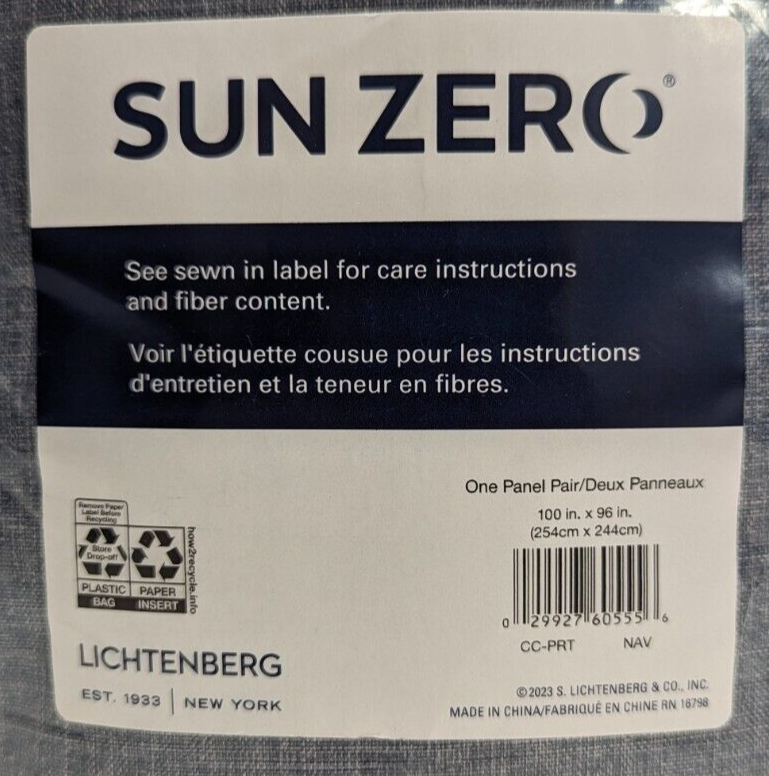 SUN ZERO®
See sewn in label for care instructions
and fiber content.
Voir l'étiquette cousue pour les instructions
d'entretien et la teneur en fibres.
One Panel Pair/Deux Panneaux
100 in. x 96 in.
(254cm x 244cm)
0 29927 60555 6
CC-PRT NAV
Remove Paper
Label Before
Recycling
Store
Drop-off
PLASTIC PAPER
BAG INSERT
how2recycle.info
LICHTENBERG
EST. 1933 | NEW YORK
©2023 S. LICHTENBERG & CO., INC.
MADE IN CHINA/FABRIQUÉ EN CHINE RN 16798